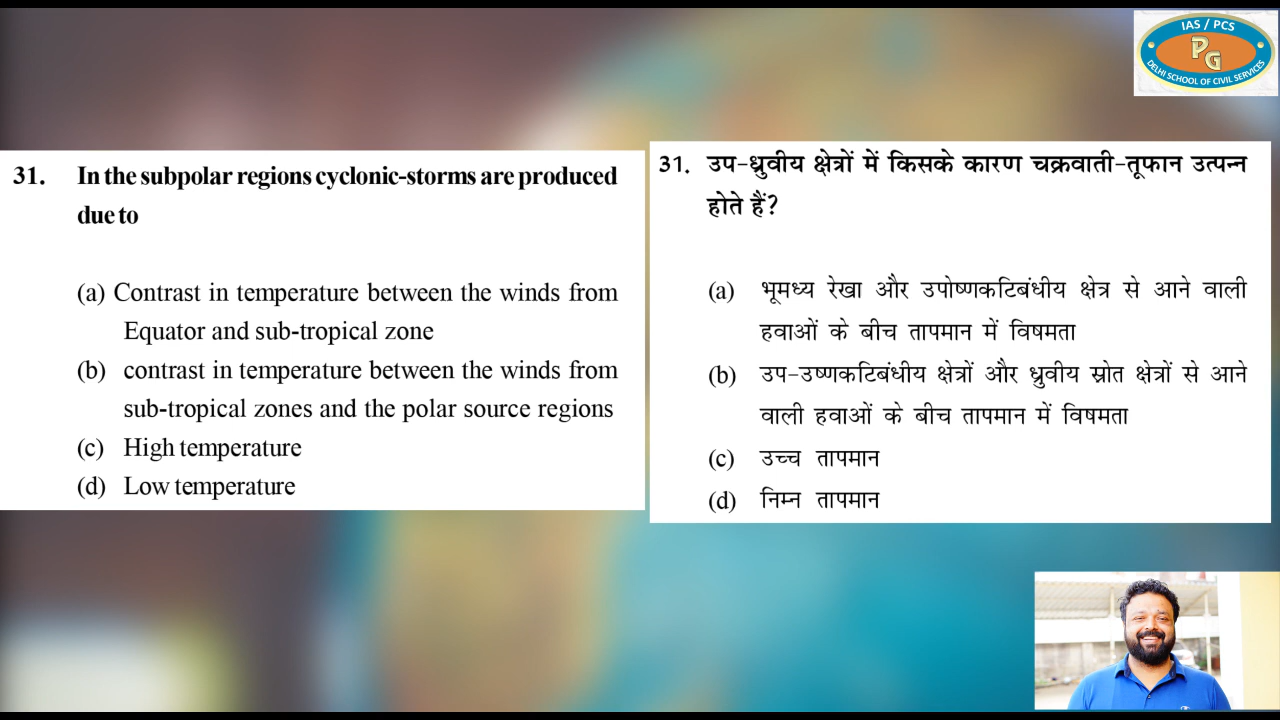 IAS / PCS
PG
DELHI SCHOOL OF CIVIL SERVICES
31. In the subpolar regions cyclonic-storms are produced
due to
(a) Contrast in temperature between the winds from
Equator and sub-tropical zone
(b) contrast in temperature between the winds from
sub-tropical zones and the polar source regions
(c) High temperature
(d) Low temperature
31. उप-ध्रुवीय क्षेत्रों में किसके कारण चक्रवाती-तूफान उत्पन्न
होते हैं?
(a) भूमध्य रेखा और उपोष्णकटिबंधीय क्षेत्र से आने वाली
हवाओं के बीच तापमान में विषमता
(b) उप-उष्णकटिबंधीय क्षेत्रों और ध्रुवीय स्रोत क्षेत्रों से आने
वाली हवाओं के बीच तापमान में विषमता
(c) उच्च तापमान
(d) निम्न तापमान